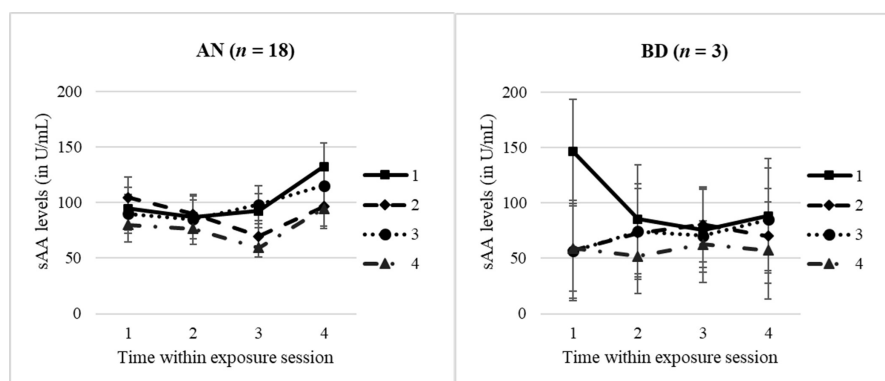 AN (n = 18)
200
150
100
50
0
sAA levels (in U/mL)
1 2 3 4
Time within exposure session
1
2
3
4
BD (n = 3)
200
150
100
50
0
sAA levels (in U/mL)
1 2 3 4
Time within exposure session
1
2
3
4